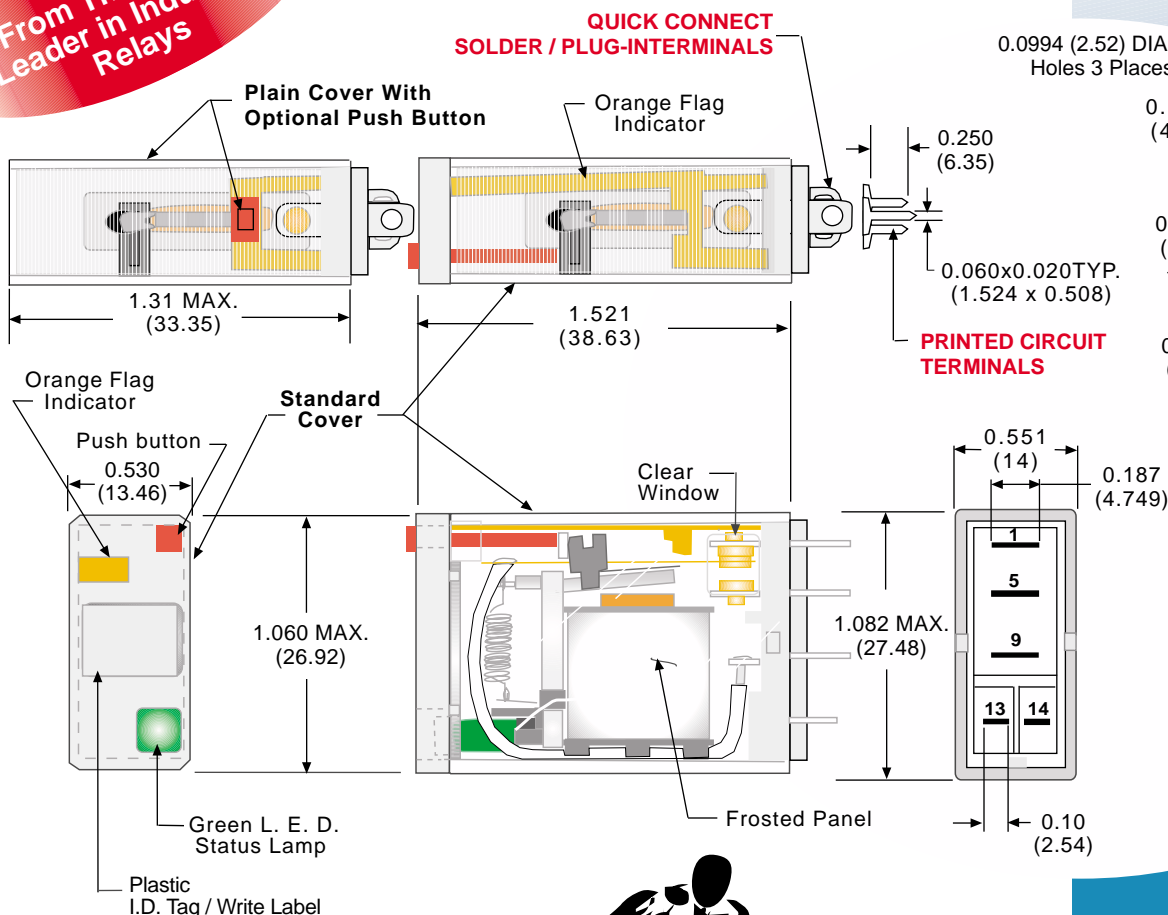 From Th
Leader in Indu
Relays
QUICK CONNECT
SOLDER / PLUG-INTERMINALS
0.0994 (2.52) DIA
Holes 3 Places
Plain Cover With
Optional Push Button
Orange Flag
Indicator
0.250
(6.35)
0.060x0.020TYP.
(1.524 x 0.508)
1.31 MAX.
(33.35)
1.521
(38.63)
PRINTED CIRCUIT
TERMINALS
Orange Flag
Indicator
Standard
Cover
Push button
0.530
(13.46)
Clear
Window
0.551
(14)
0.187
(4.749)
1
5
9
13 14
1.060 MAX.
(26.92)
1.082 MAX.
(27.48)
Frosted Panel
0.10
(2.54)
Green L. E. D.
Status Lamp
Plastic
I.D. Tag / Write Label